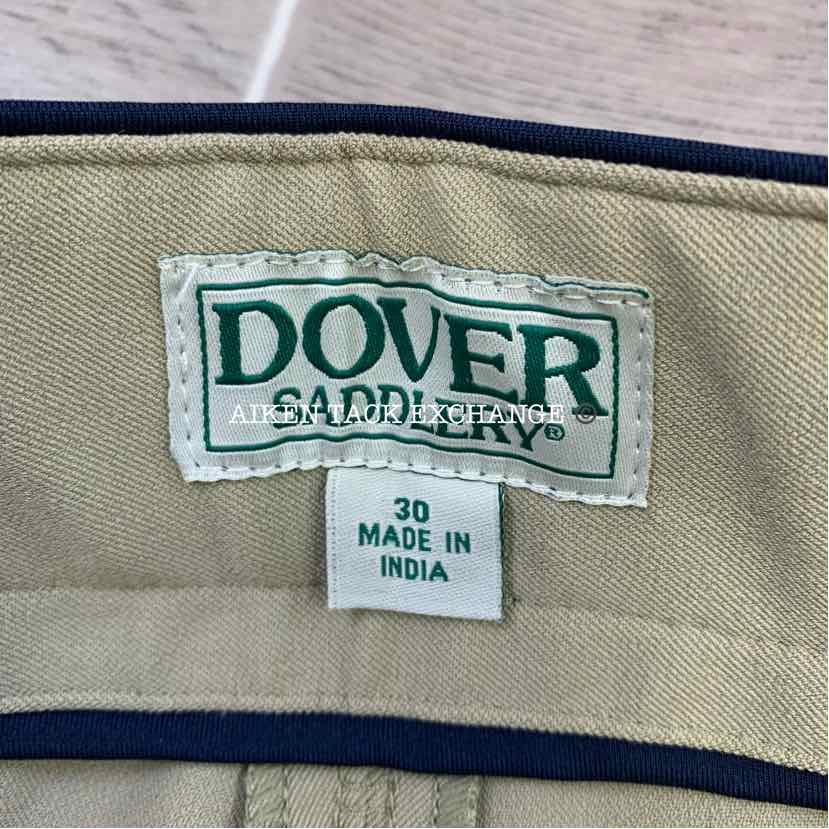 DOVER
SADDLERY®
AIKEN TACK EXCHANGE ©
30
MADE IN
INDIA